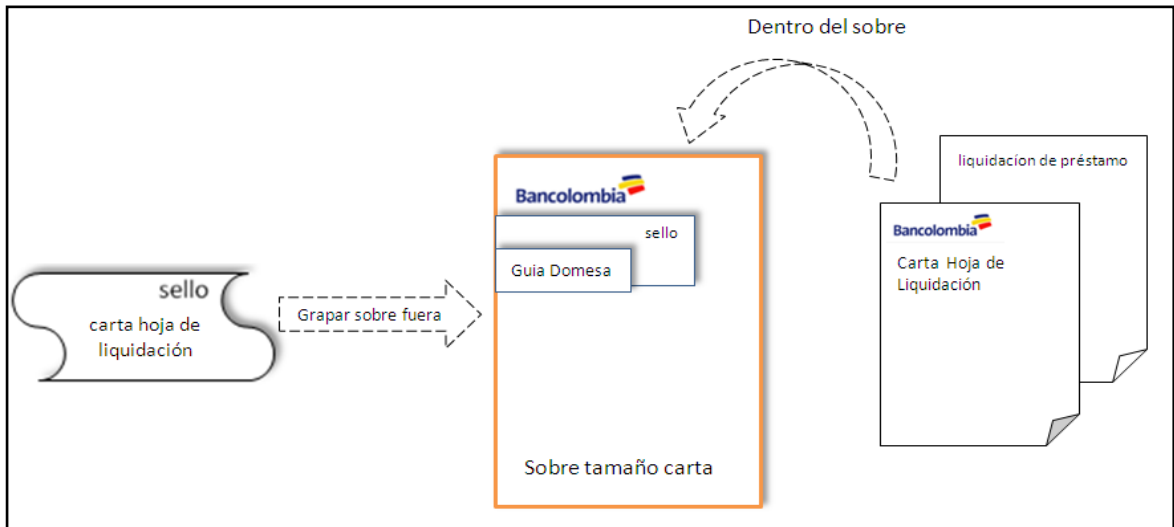 Dentro del sobre
liquidacíon de préstamo
Bancolombia
sello
Guia Domesa
Bancolombia
Carta Hoja de
Liquidación
sello
carta hoja de
liquidación
Grapar sobre fuera
Sobre tamaño carta